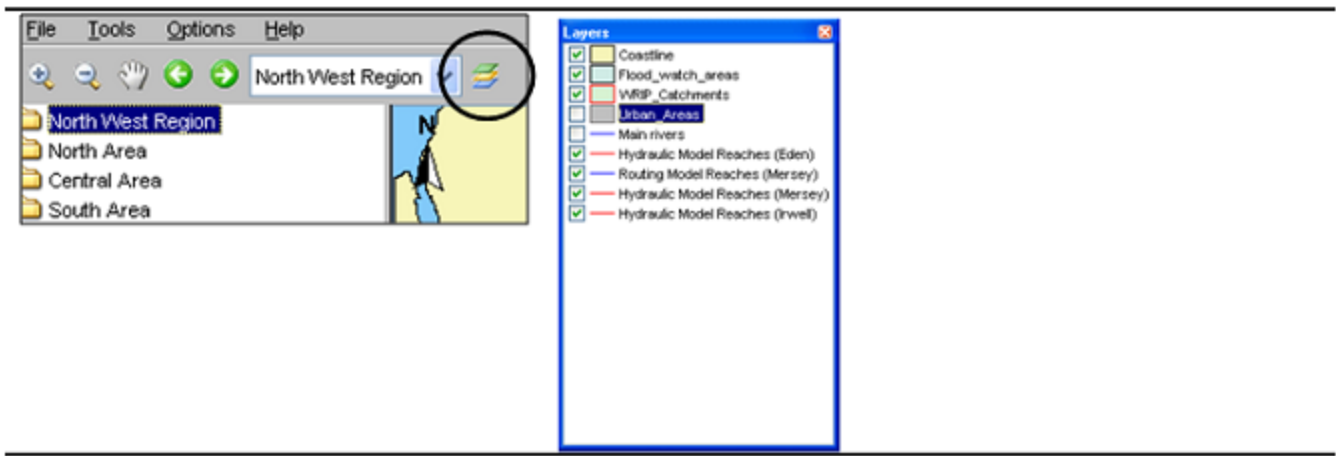 File Tools Options Help
North West Region
North West Region
N
North Area
Central Area
South Area
Layers
Coastline
Flood_watch_areas
WRIP_Catchments
Urban_Areas
Main rivers
Hydraulic Model Reaches (Eden)
Routing Model Reaches (Mersey)
Hydraulic Model Reaches (Mersey)
Hydraulic Model Reaches (Irwell)